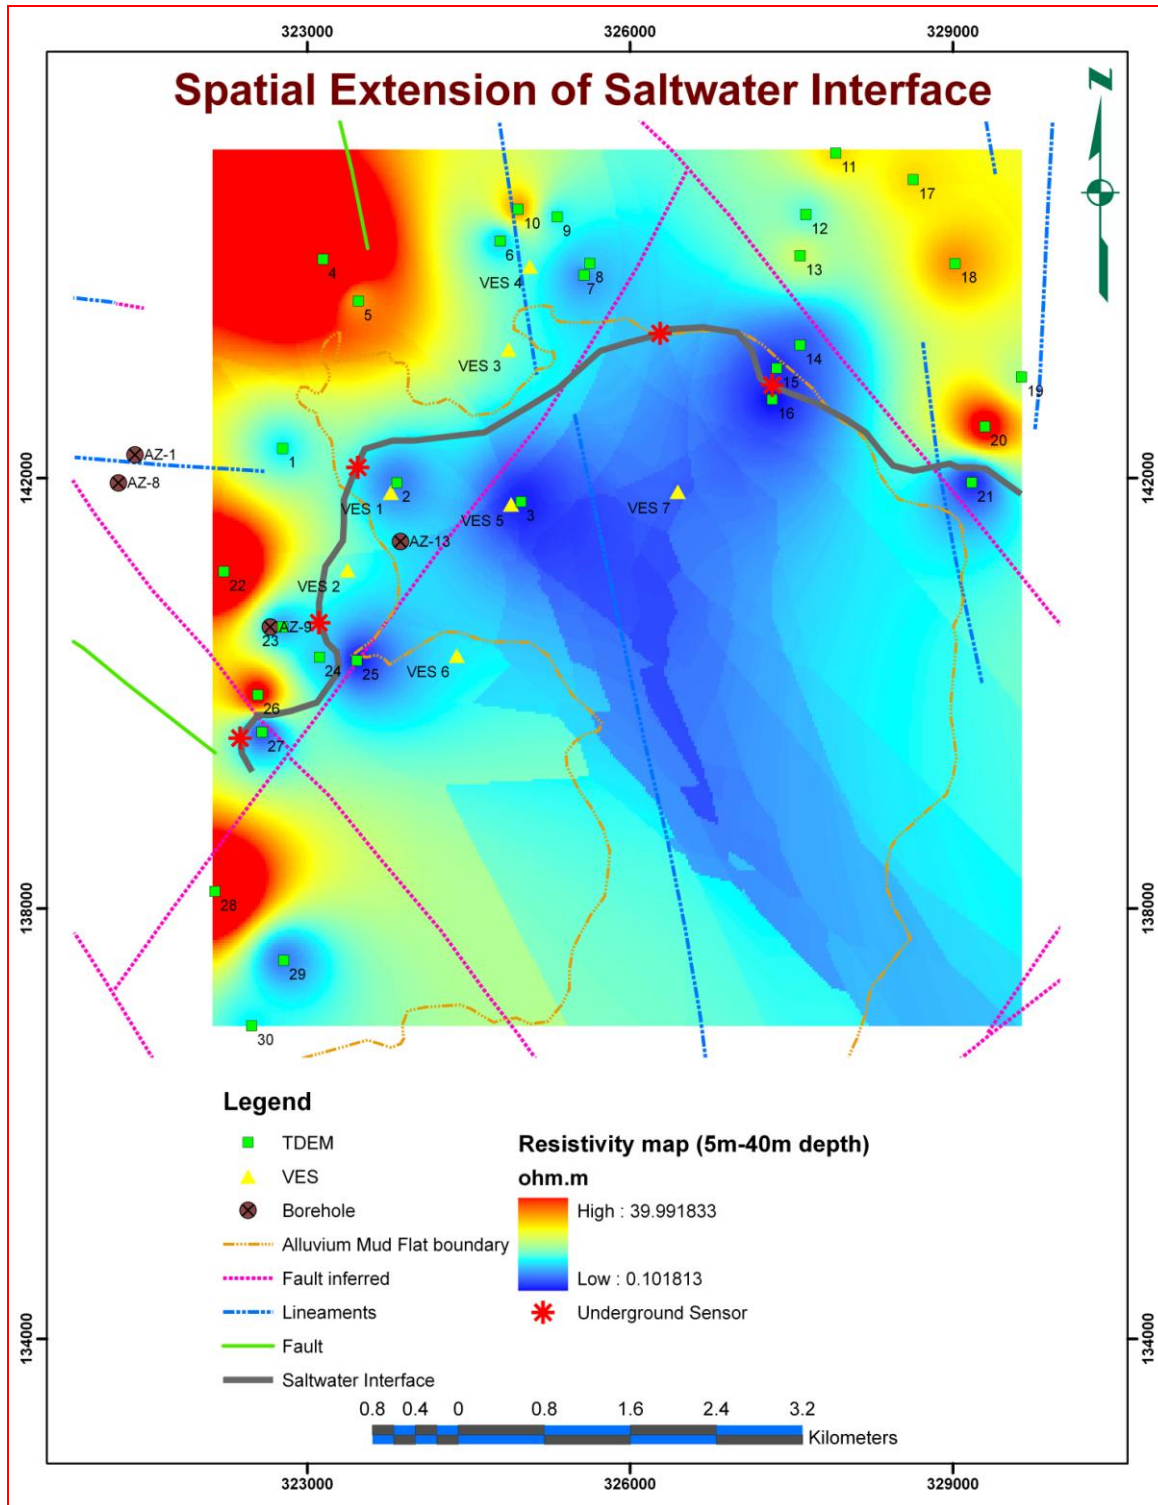 323000 326000 329000
Spatial Extension of Saltwater Interface
N
11
17
10
9
12
6
13
4
8
18
VES 4
7
5
14
VES 3
15
19
16
20
1
AZ-1
142000
142000
AZ-8
2
21
VES 1
VES 5
3
VES 7
AZ-13
22
VES 2
AZ-9
23
24
25
VES 6
26
27
28
138000
138000
29
30
Legend
TDEM
VES
Borehole
Alluvium Mud Flat boundary
Fault inferred
Lineaments
Fault
Saltwater Interface
Resistivity map (5m-40m depth)
ohm.m
High : 39.991833
Low : 0.101813
Underground Sensor
134000
134000
0.8 0.4 0 0.8 1.6 2.4 3.2
Kilometers
323000 326000 329000